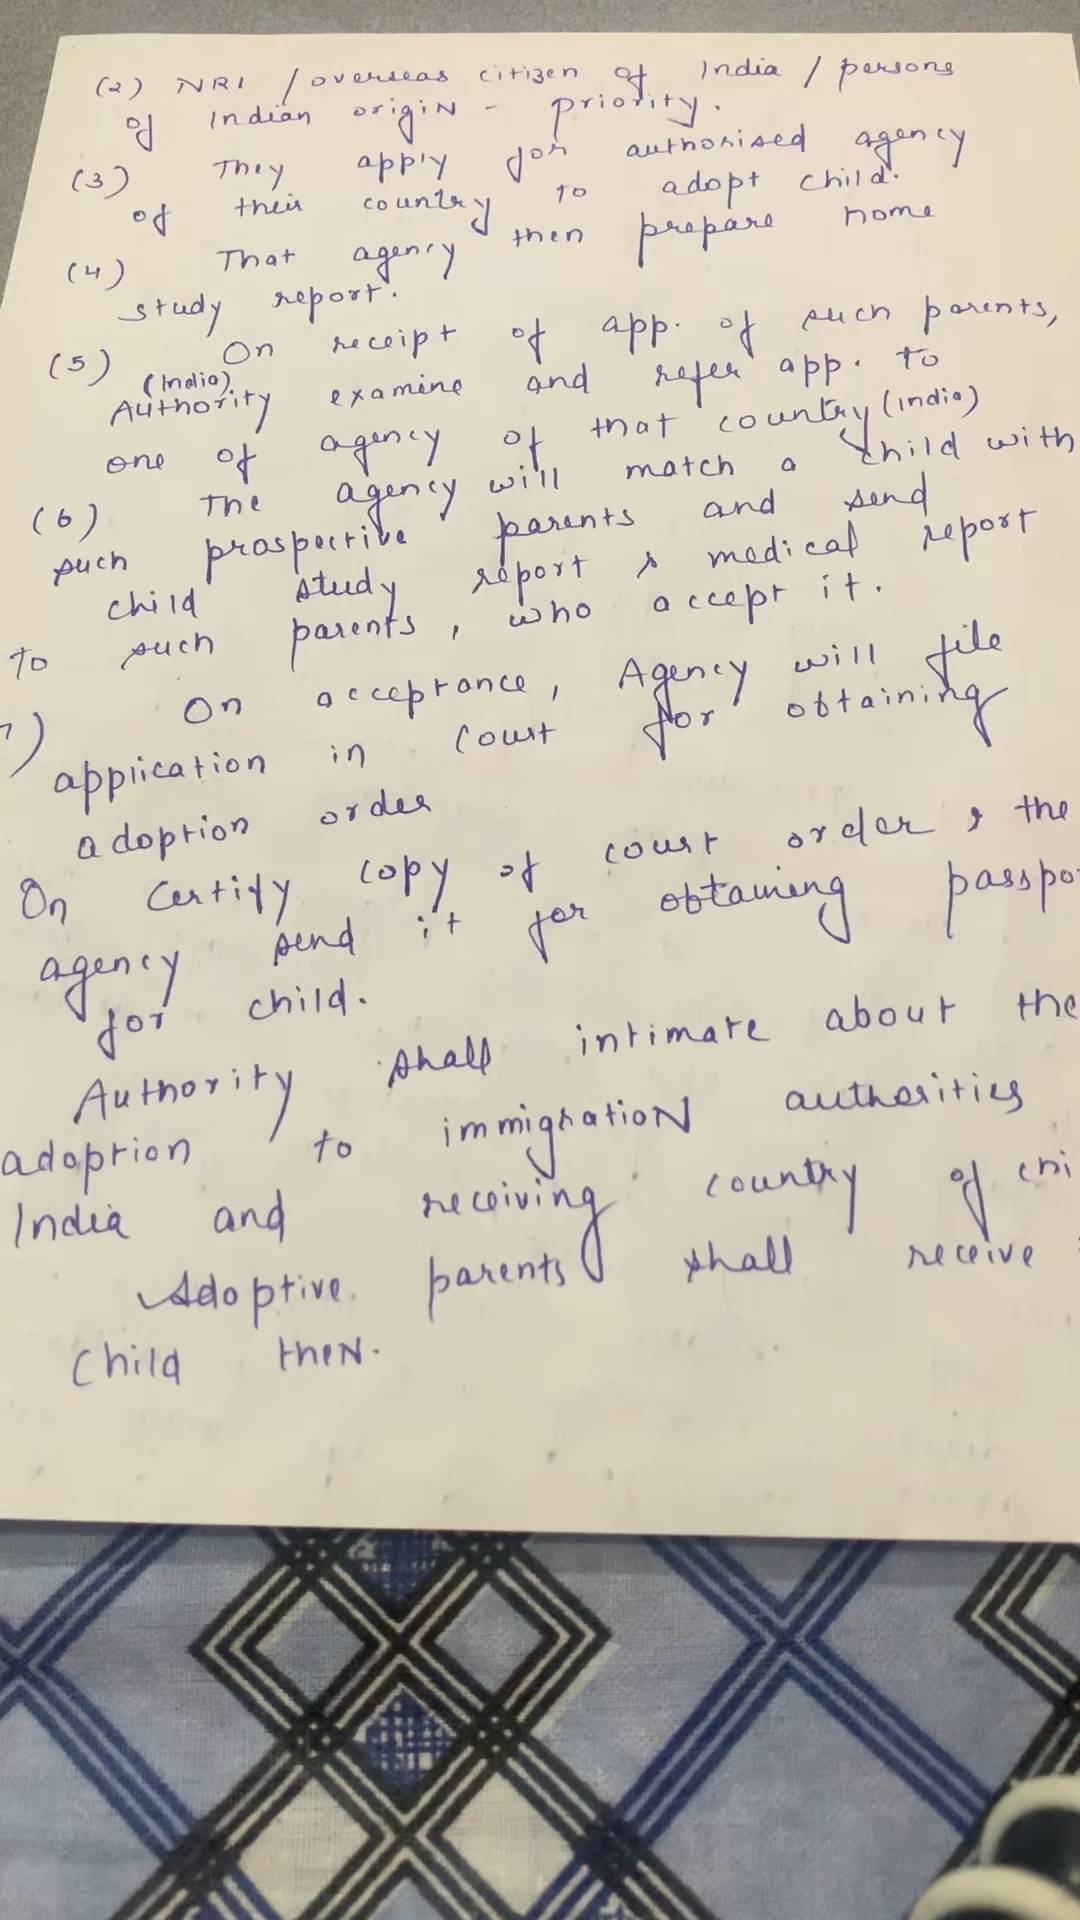 (2) NRI / overseas citizen of India / persons
of Indian origin - priority.
(3) They apply for authorised agency
of their country to adopt child.
(4) That agency then prepare home
study report.
(5) On receipt of app. of such parents,
(India)
Authority examine and refer app. to
one of agency of that country (India)
(6) The agency will match a child with
such prospective parents and send
child study report & medical report
to such parents, who accept it.
7) On acceptance, Agency will file
application in court for obtaining
adoption order
On Certify copy of court order, the
agency send it for obtaining passpo
for child.
Authority shall intimate about the
adoption to immigration authorities
India and receiving country of chi
Adoptive parents shall receive
child then.